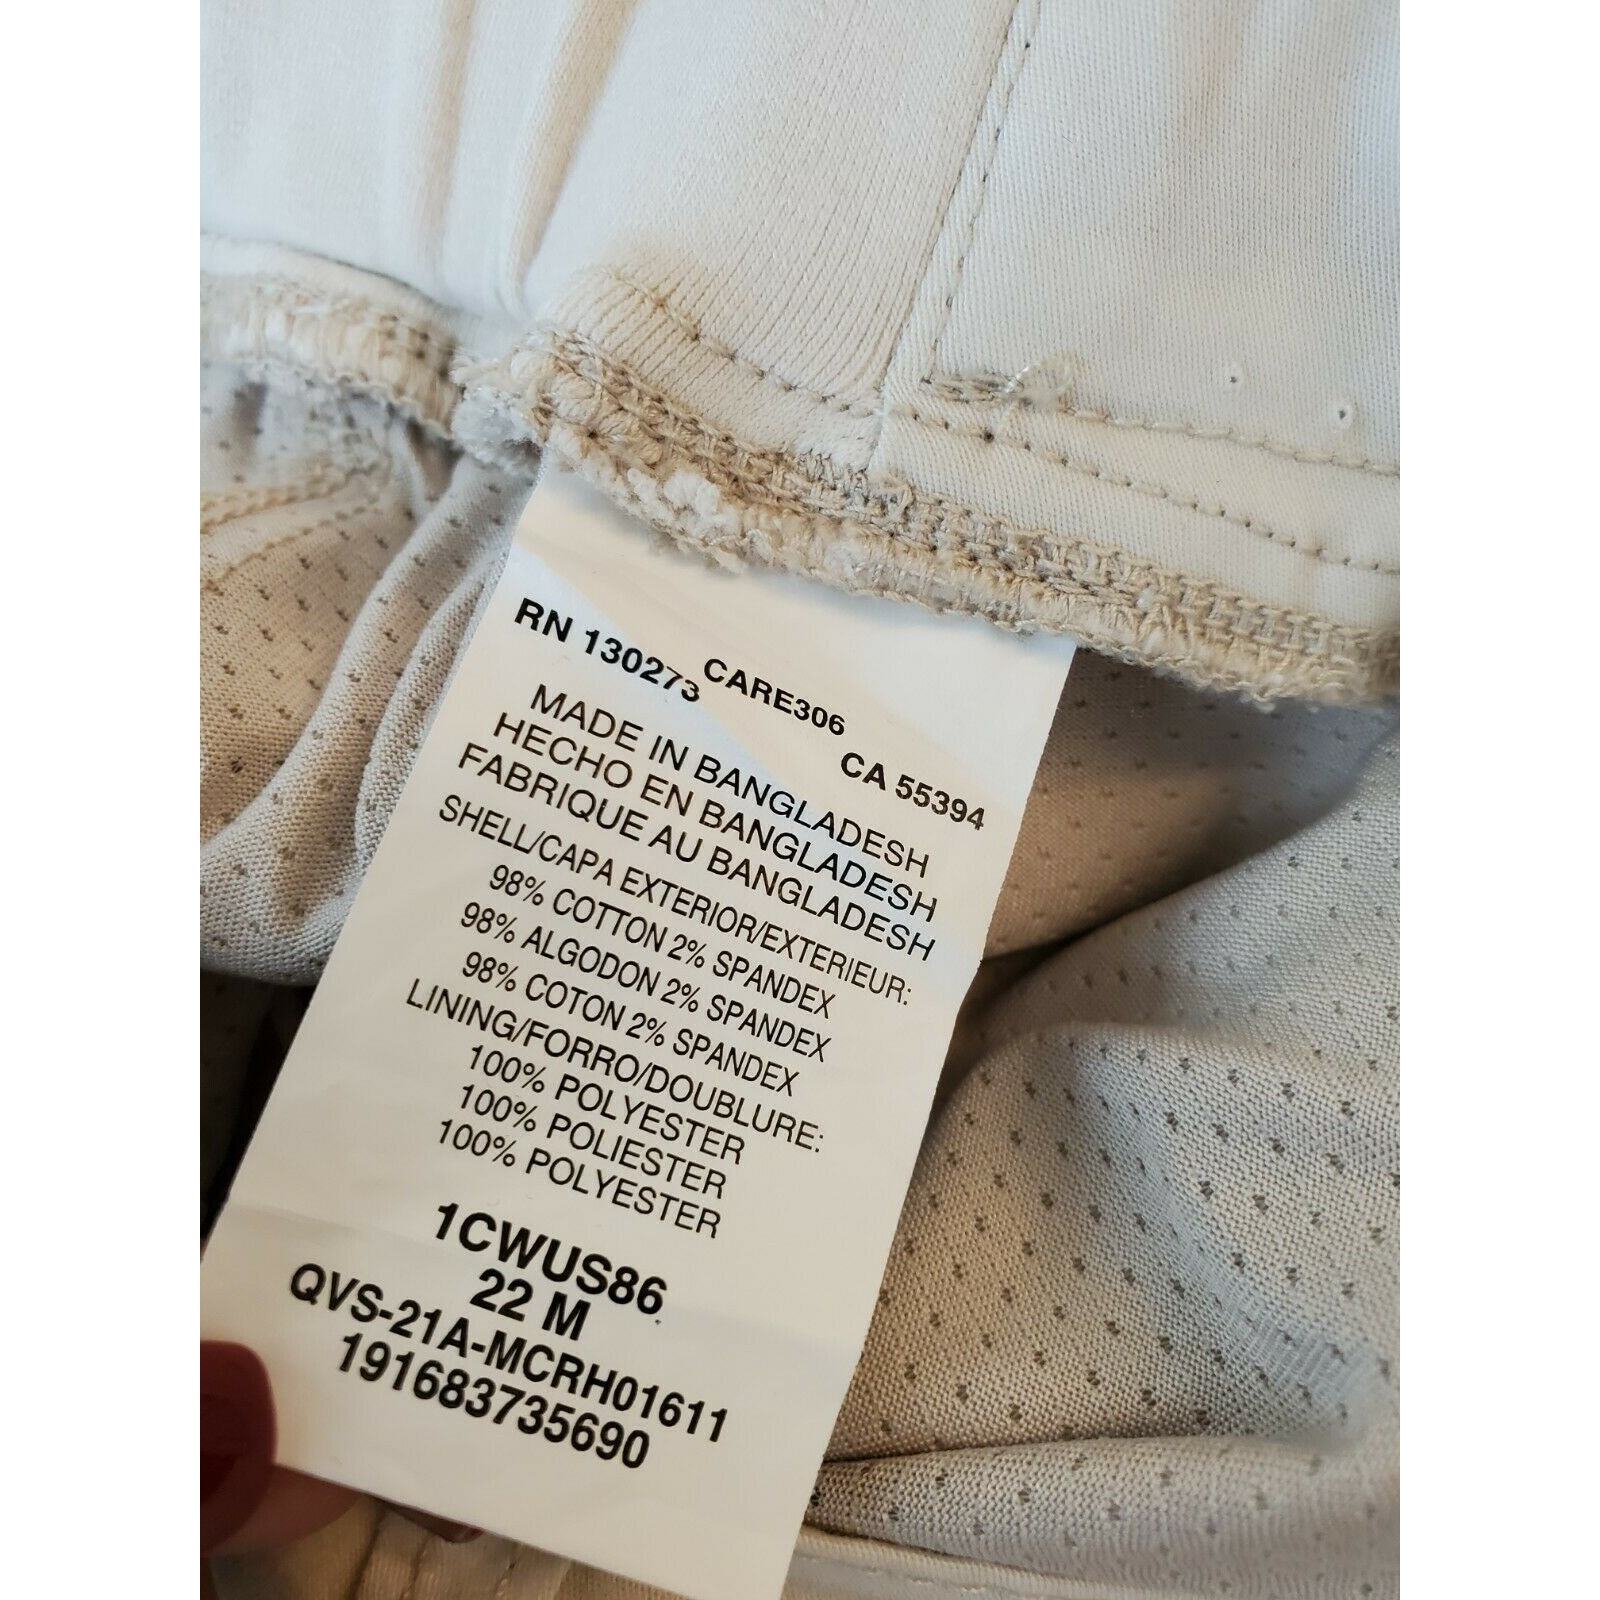 CARE306
RN 130273 CA 55394
MADE IN BANGLADESH
HECHO EN BANGLADESH
FABRIQUE AU BANGLADESH
SHELL/CAPA EXTERIOR/EXTERIEUR:
98% COTTON 2% SPANDEX
98% ALGODON 2% SPANDEX
98% COTON 2% SPANDEX
LINING/FORRO/DOUBLURE:
100% POLYESTER
100% POLIESTER
100% POLYESTER
1CWUS86
22 M
QVS-21A-MCRH01611
191683735690